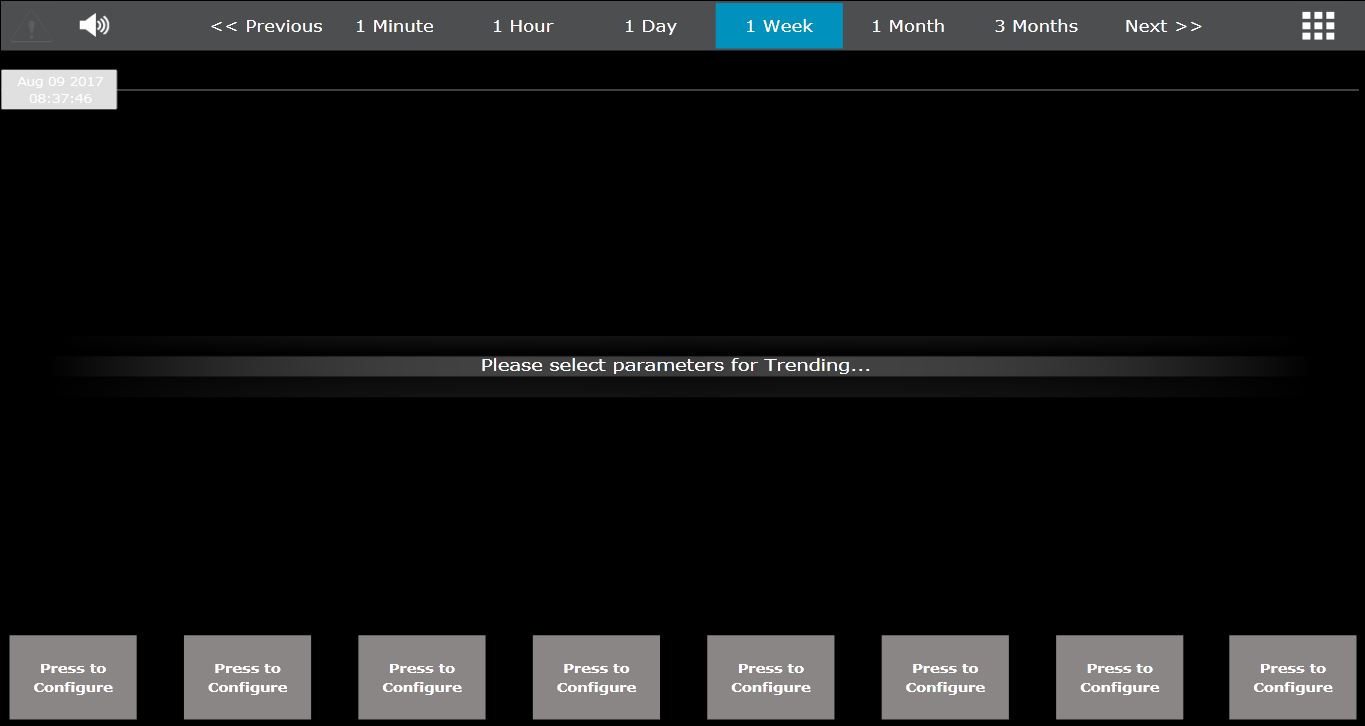 << Previous 1 Minute 1 Hour 1 Day 1 Week 1 Month 3 Months Next >>
Aug 09 2017
08:37:46
Please select parameters for Trending...
Press to Configure
Press to Configure
Press to Configure
Press to Configure
Press to Configure
Press to Configure
Press to Configure
Press to Configure